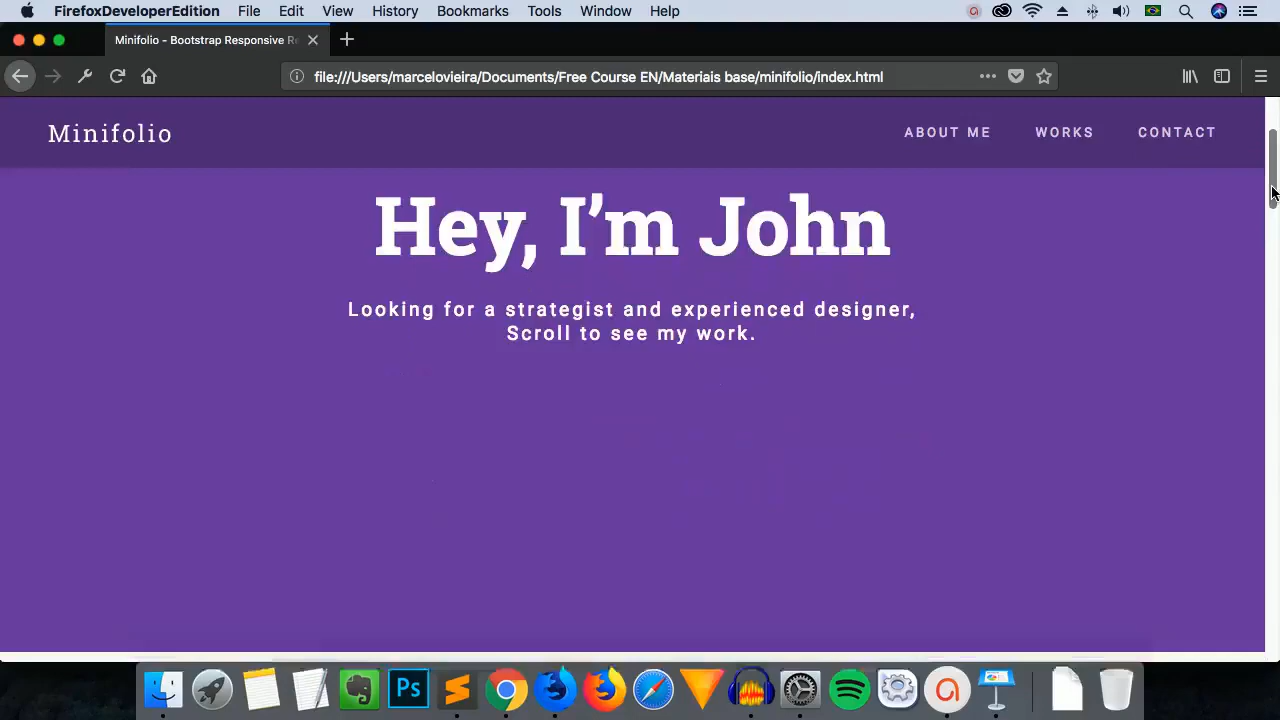 FirefoxDeveloperEdition File Edit View History Bookmarks Tools Window Help
Minifolio - Bootstrap Responsive Re
file:///Users/marcelovieira/Documents/Free Course EN/Materiais base/minifolio/index.html
Minifolio ABOUT ME WORKS CONTACT
Hey, I’m John
Looking for a strategist and experienced designer,
Scroll to see my work.
Ps